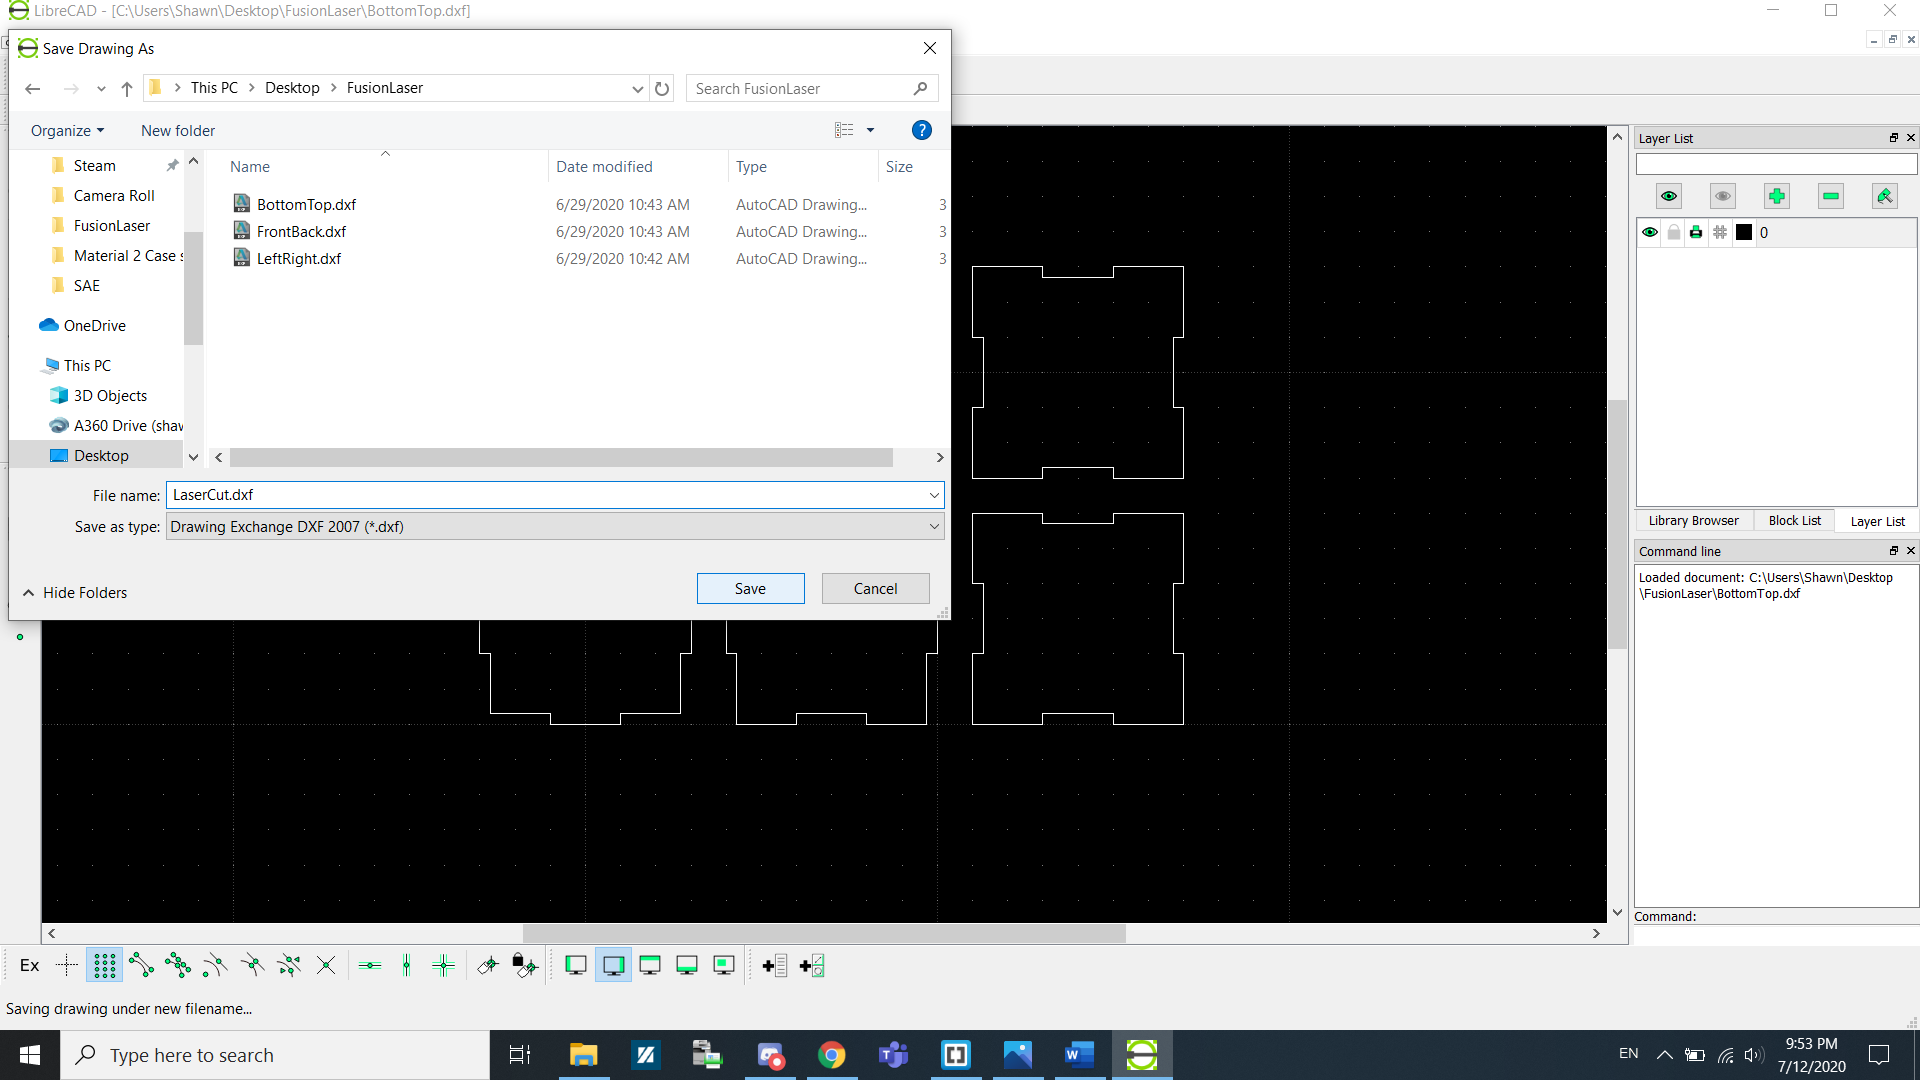 LibreCAD - [C:\Users\Shawn\Desktop\FusionLaser\BottomTop.dxf]
Save Drawing As
This PC > Desktop > FusionLaser
Search FusionLaser
Organize
New folder
?
Steam
Camera Roll
FusionLaser
Material 2 Case s
SAE
OneDrive
This PC
3D Objects
A360 Drive (shaw
Desktop
Name Date modified Type Size
BottomTop.dxf 6/29/2020 10:43 AM AutoCAD Drawing... 3
FrontBack.dxf 6/29/2020 10:43 AM AutoCAD Drawing... 3
LeftRight.dxf 6/29/2020 10:42 AM AutoCAD Drawing... 3
File name: LaserCut.dxf
Save as type: Drawing Exchange DXF 2007 (*.dxf)
Hide Folders
Save
Cancel
Layer List
0
Library Browser Block List Layer List
Command line
Loaded document: C:\Users\Shawn\Desktop
\FusionLaser\BottomTop.dxf
Command:
Ex
Saving drawing under new filename...
Type here to search
EN
9:53 PM
7/12/2020